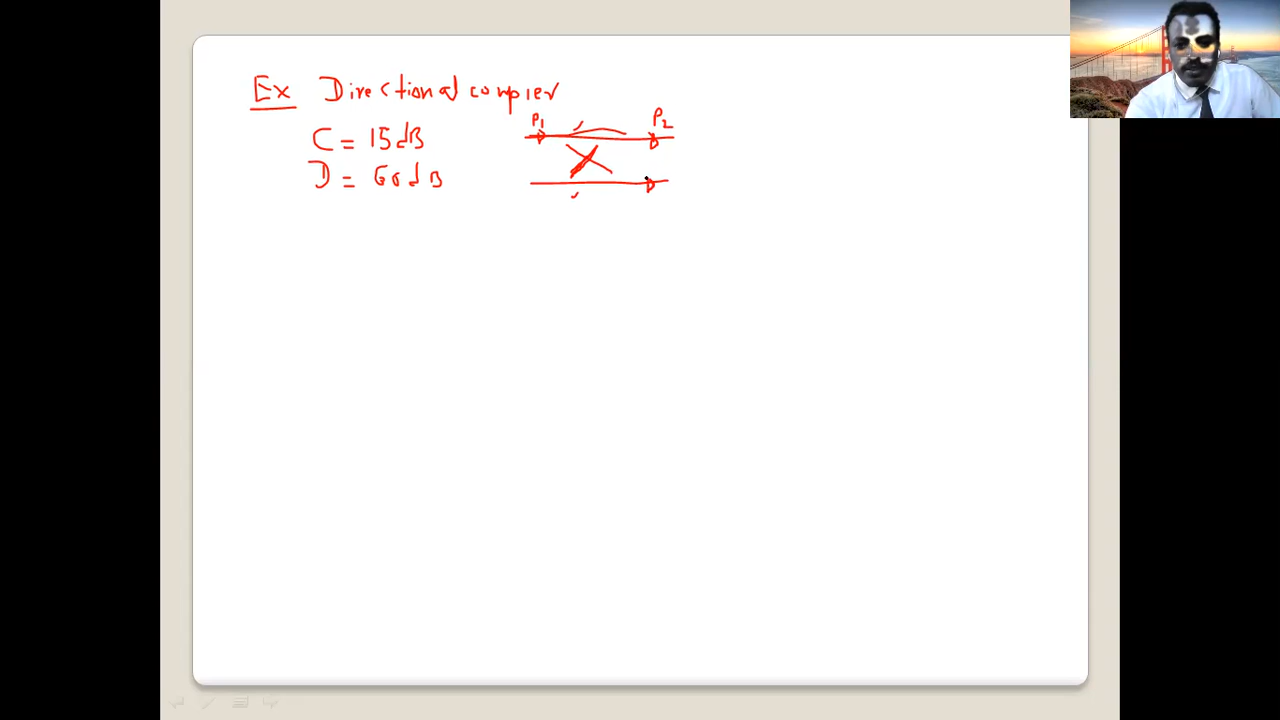 Ex Directional coupler
P1 P2
C = 15 dB
D = 60 dB